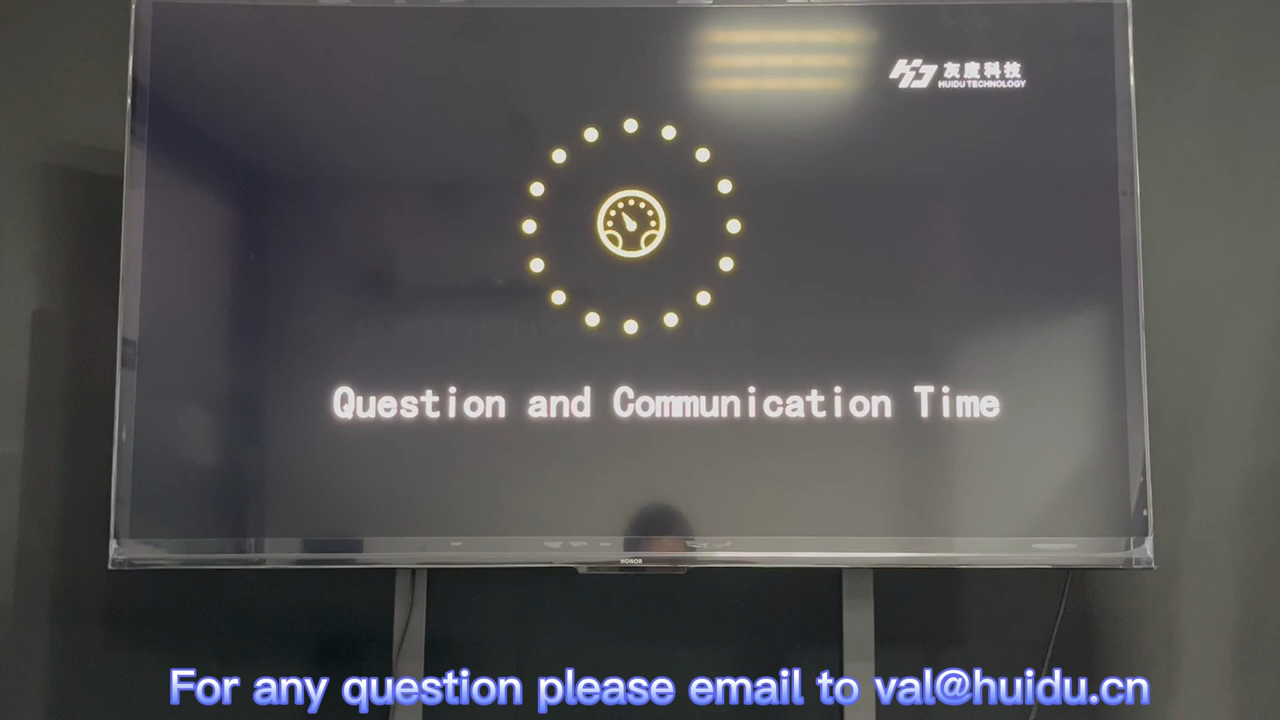 灰度科技
HUIDU TECHNOLOGY
Question and Communication Time
HONOR
For any question please email to val@huidu.cn